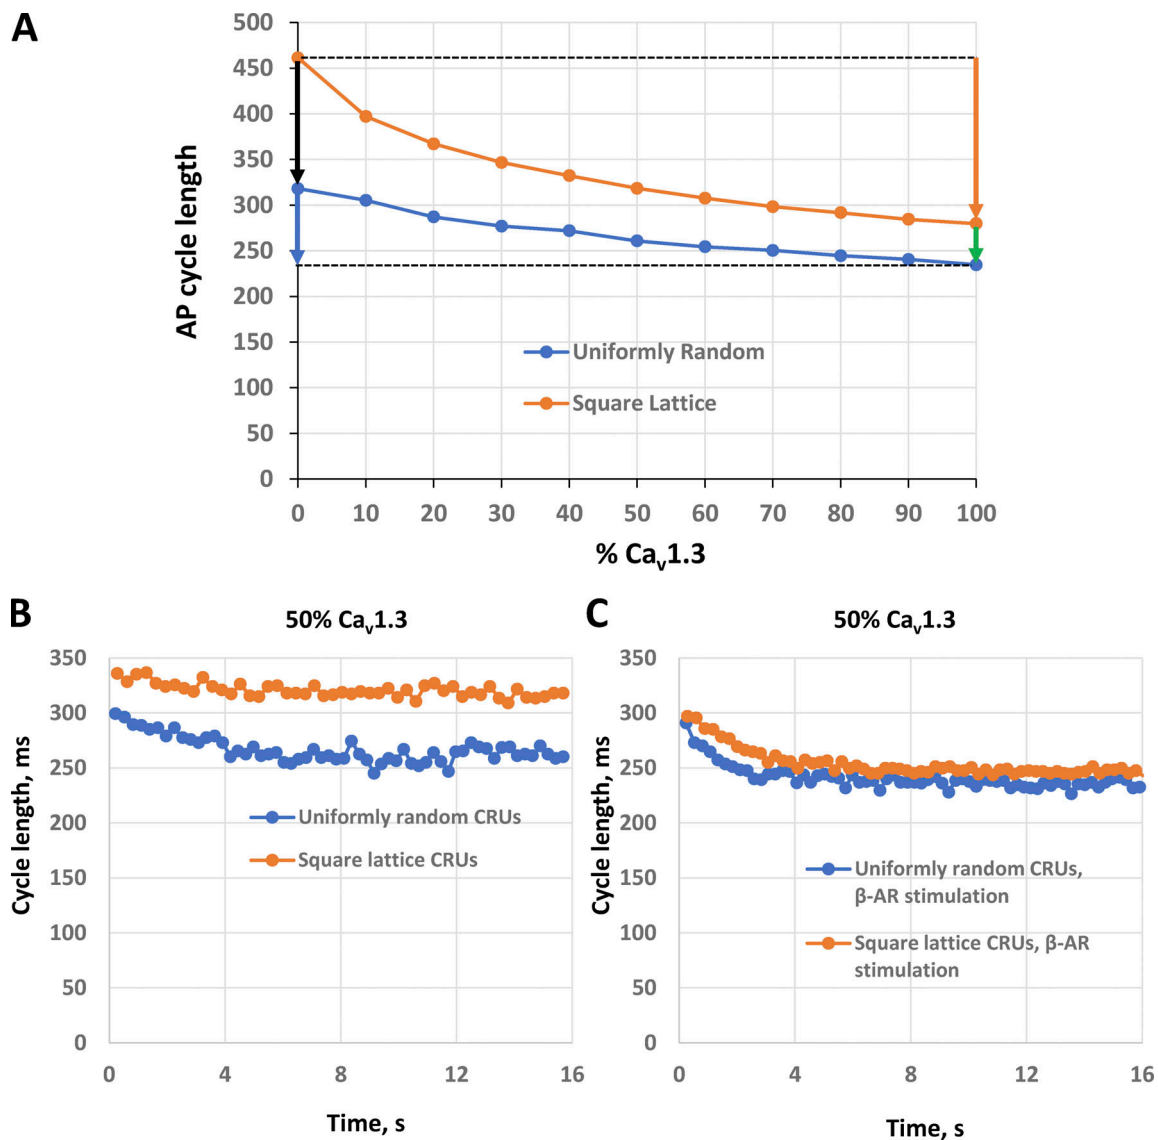 A
500
450
400
350
300
250
200
150
100
50
0
AP cycle length
Uniformly Random
Square Lattice
0 10 20 30 40 50 60 70 80 90 100
% Cav1.3
B
50% Cav1.3
350
300
250
200
150
100
50
0
Cycle length, ms
Uniformly random CRUs
Square lattice CRUs
0 4 8 12 16
Time, s
C
50% Cav1.3
350
300
250
200
150
100
50
0
Cycle length, ms
Uniformly random CRUs,
β-AR stimulation
Square lattice CRUs, β-AR
stimulation
0 4 8 12 16
Time, s